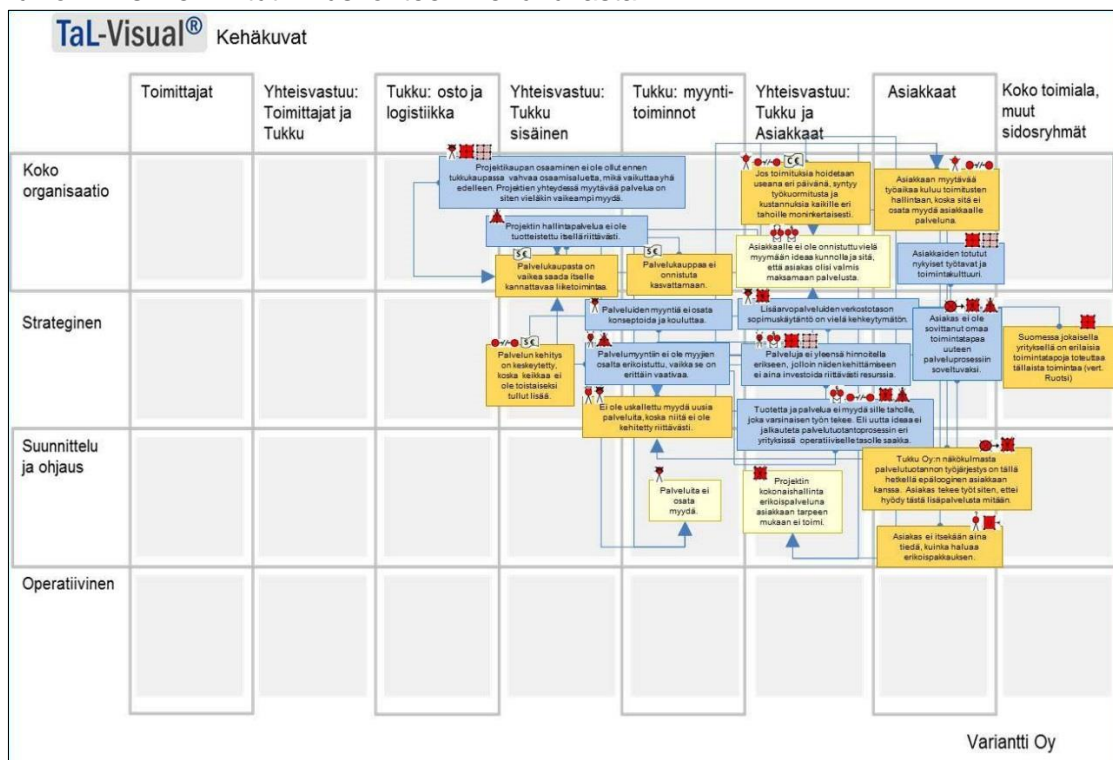 TaL-Visual® Kehäkuvat
Toimittajat
Yhteisvastuu:
Toimittajat ja
Tukku
Tukku: osto ja
logistiikka
Yhteisvastuu:
Tukku
sisäinen
Tukku: myynti-
toiminnot
Yhteisvastuu:
Tukku ja
Asiakkaat
Asiakkaat
Koko toimiala,
muut
sidosryhmät
Koko
organisaatio
Projektikaupan osaaminen ei ole ollut ennen
tukkukaupassa vahvaa osaamisaluetta, mikä vaikuttaa yhä
edelleen. Projektien yhteydessä myytävää palvelua on
siten vieläkin vaikeampi myydä.
Projektin hallintapalvelua ei ole
tuotteistettu itsellä riittävästi.
S€
Palvelukaupasta on
vaikea saada itselle
kannattavaa liiketoimintaa.
S€
Palvelukauppaa ei
onnistuta
kasvattamaan.
C€
Jos toimituksia hoidetaan
useana eri päivänä, syntyy
työkuormitusta ja
kustannuksia kaikille eri
tahoille moninkertaisesti.
Asiakkaalle ei ole onnistuttu vielä
myymään ideaa kunnolla ja sitä,
että asiakas olisi valmis
maksamaan palvelusta.
Asiakkaan myytävää
työaikaa kuluu toimitusten
hallintaan, koska sitä ei
osata myydä asiakkaalle
palveluna.
Asiakkaiden totutut
nykyiset työtavat ja
toimintakulttuuri.
Strateginen
S€
Palvelun kehitys
on keskeytetty,
koska keikkaa ei
ole toistaiseksi
tullut lisää.
Palveluiden myyntiä ei osata
konseptoida ja kouluttaa.
Palvelumyyntiin ei ole myyjien
osalta erikoistuttu, vaikka se on
erittäin vaativaa.
Ei ole uskallettu myydä uusia
palveluita, koska niitä ei ole
kehitetty riittävästi.
Lisäarvopalveluiden verkostotason
sopimuskäytäntö on vielä kehkeytymätön.
Palveluja ei yleensä hinnoitella
erikseen, jolloin niiden kehittämiseen
ei aina investoida riittävästi resurssia.
Tuotetta ja palvelua ei myydä sille taholle,
joka varsinaisen työn tekee. Eli uutta ideaa ei
jalkauteta palvelutuotantoprosessin eri
yrityksissä operatiiviselle tasolle saakka.
Asiakas ei ole
sovittanut omaa
toimintatapaa
uuteen
palveluprosessiin
soveltuvaksi.
Suomessa jokaisella
yrityksellä on erilaisia
toimintatapoja toteuttaa
tällaista toimintaa (vert.
Ruotsi)
Suunnittelu
ja ohjaus
Palveluita ei
osata
myydä.
Projektin
kokonaishallinta
erikoispalveluna
asiakkaan tarpeen
mukaan ei toimi.
Tukku Oy:n näkökulmasta
palvelutuotannon työjärjestys on tällä
hetkellä epälooginen asiakkaan
kanssa. Asiakas tekee työt siten, ettei
hyödy tästä lisäpalvelusta mitään.
Asiakas ei itsekään aina
tiedä, kuinka haluaa
erikoispakkauksen.
Operatiivinen
Variantti Oy